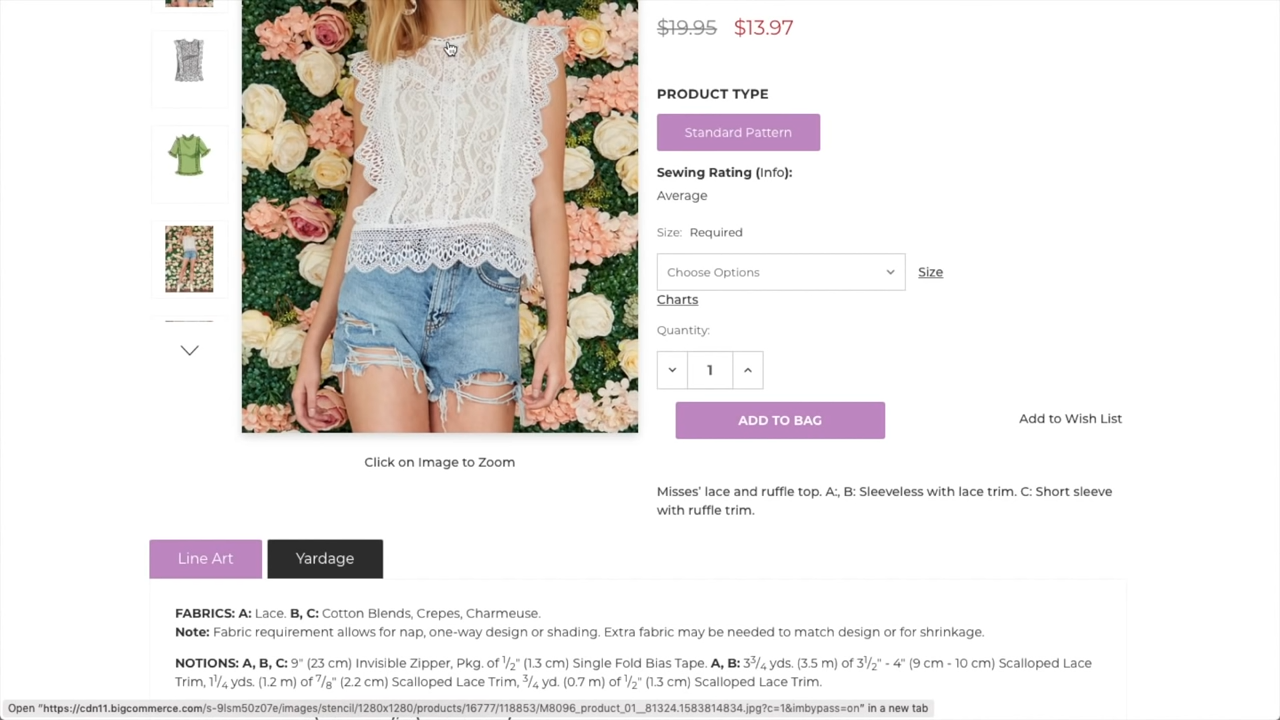 $19.95 $13.97
PRODUCT TYPE
Standard Pattern
Sewing Rating (Info):
Average
Size: Required
Choose Options
Size
Charts
Quantity:
1
ADD TO BAG
Add to Wish List
Click on Image to Zoom
Misses' lace and ruffle top. A:, B: Sleeveless with lace trim. C: Short sleeve
with ruffle trim.
Line Art
Yardage
FABRICS: A: Lace. B, C: Cotton Blends, Crepes, Charmeuse.
Note: Fabric requirement allows for nap, one-way design or shading. Extra fabric may be needed to match design or for shrinkage.
NOTIONS: A, B, C: 9" (23 cm) Invisible Zipper, Pkg. of 1/2" (1.3 cm) Single Fold Bias Tape. A, B: 33/4 yds. (3.5 m) of 31/2" - 4" (9 cm - 10 cm) Scalloped Lace
Trim, 11/4 yds. (1.2 m) of 7/8" (2.2 cm) Scalloped Lace Trim, 3/4 yd. (0.7 m) of 1/2" (1.3 cm) Scalloped Lace Trim.
Open "https://cdn11.bigcommerce.com/s-9lsm50z07e/images/stencil/1280x1280/products/16777/118853/M8096_product_01__81324.1583814834.jpg?c=1&imbypass=on" in a new tab